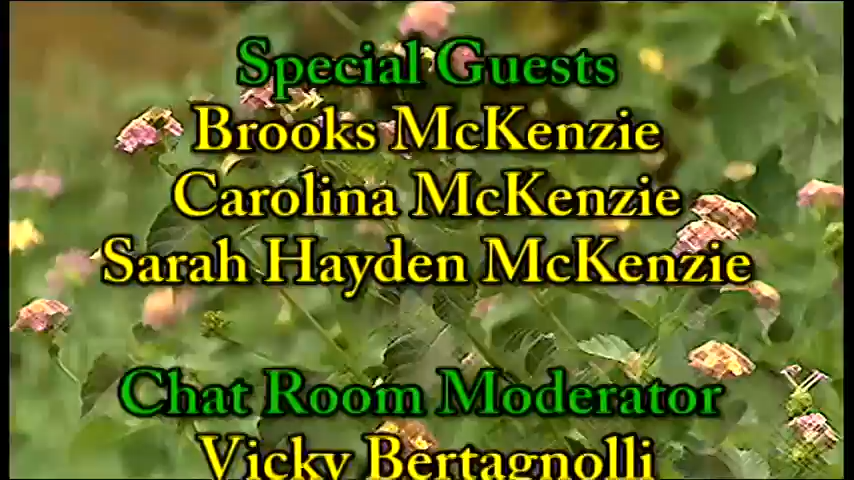 Special Guests
Brooks McKenzie
Carolina McKenzie
Sarah Hayden McKenzie
Chat Room Moderator
Vicky Bertagnolli